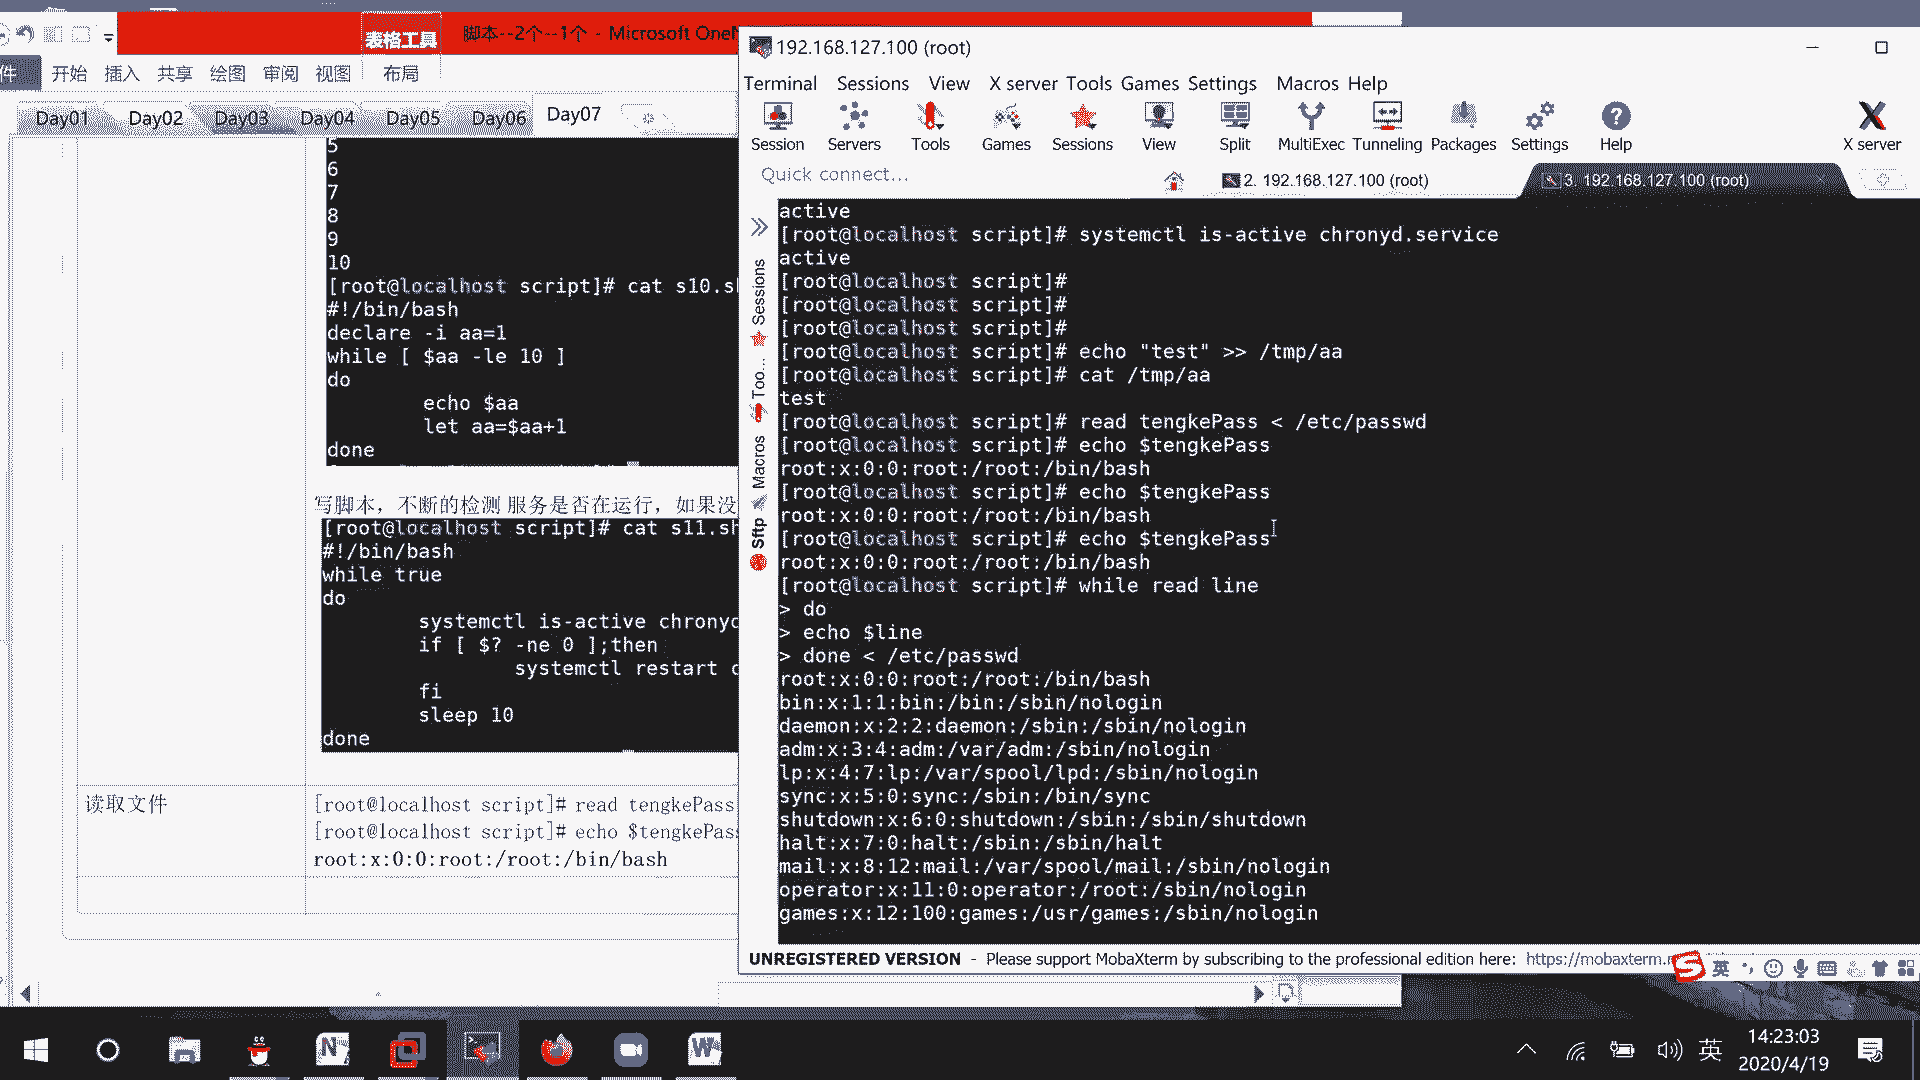 表格工具
脚本--2个--1个 - Microsoft OneN
件
开始
插入
共享
绘图
审阅
视图
布局
Day01
Day02
Day03
Day04
Day05
Day06
Day07
5
6
7
8
9
10
[root@localhost script]# cat s10.sh
#!/bin/bash
declare -i aa=1
while [ $aa -le 10 ]
do
echo $aa
let aa=$aa+1
done
写脚本，不断的检测 服务是否在运行，如果没
[root@localhost script]# cat s11.sh
#!/bin/bash
while true
do
systemctl is-active chronyd
if [ $? -ne 0 ];then
systemctl restart c
fi
sleep 10
done
读取文件
[root@localhost script]# read tengkePass
[root@localhost script]# echo $tengkePass
root:x:0:0:root:/root:/bin/bash
192.168.127.100 (root)
Terminal
Sessions
View
X server
Tools
Games
Settings
Macros
Help
Session
Servers
Tools
Games
Sessions
View
Split
MultiExec
Tunneling
Packages
Settings
Help
X server
Quick connect...
2. 192.168.127.100 (root)
3. 192.168.127.100 (root)
Sessions
Too...
Macros
Sftp
active
[root@localhost script]# systemctl is-active chronyd.service
active
[root@localhost script]#
[root@localhost script]#
[root@localhost script]#
[root@localhost script]# echo "test" >> /tmp/aa
[root@localhost script]# cat /tmp/aa
test
[root@localhost script]# read tengkePass < /etc/passwd
[root@localhost script]# echo $tengkePass
root:x:0:0:root:/root:/bin/bash
[root@localhost script]# echo $tengkePass
root:x:0:0:root:/root:/bin/bash
[root@localhost script]# echo $tengkePass
root:x:0:0:root:/root:/bin/bash
[root@localhost script]# while read line
> do
> echo $line
> done < /etc/passwd
root:x:0:0:root:/root:/bin/bash
bin:x:1:1:bin:/bin:/sbin/nologin
daemon:x:2:2:daemon:/sbin:/sbin/nologin
adm:x:3:4:adm:/var/adm:/sbin/nologin
lp:x:4:7:lp:/var/spool/lpd:/sbin/nologin
sync:x:5:0:sync:/sbin:/bin/sync
shutdown:x:6:0:shutdown:/sbin:/sbin/shutdown
halt:x:7:0:halt:/sbin:/sbin/halt
mail:x:8:12:mail:/var/spool/mail:/sbin/nologin
operator:x:11:0:operator:/root:/sbin/nologin
games:x:12:100:games:/usr/games:/sbin/nologin
UNREGISTERED VERSION - Please support MobaXterm by subscribing to the professional edition here: https://mobaxterm.
英
英
14:23:03
2020/4/19